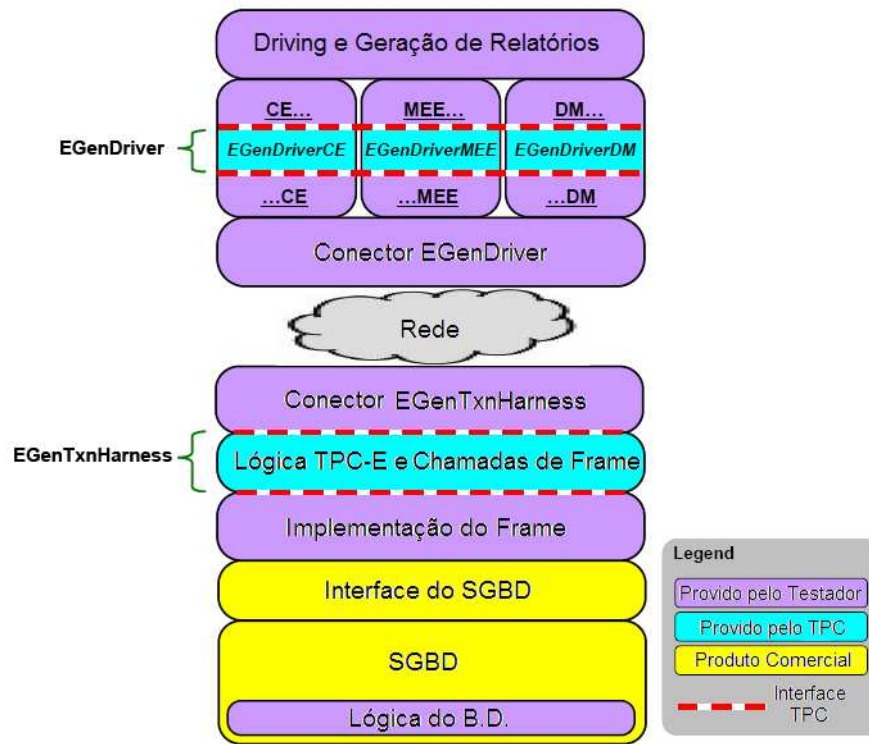 Driving e Geração de Relatórios
CE... MEE... DM...
EGenDriver
EGenDriverCE EGenDriverMEE EGenDriverDM
...CE ...MEE ...DM
Conector EGenDriver
Rede
Conector EGenTxnHarness
EGenTxnHarness
Lógica TPC-E e Chamadas de Frame
Implementação do Frame
Interface do SGBD
SGBD
Lógica do B.D.
Legend
Provido pelo Testador
Provido pelo TPC
Produto Comercial
Interface
TPC